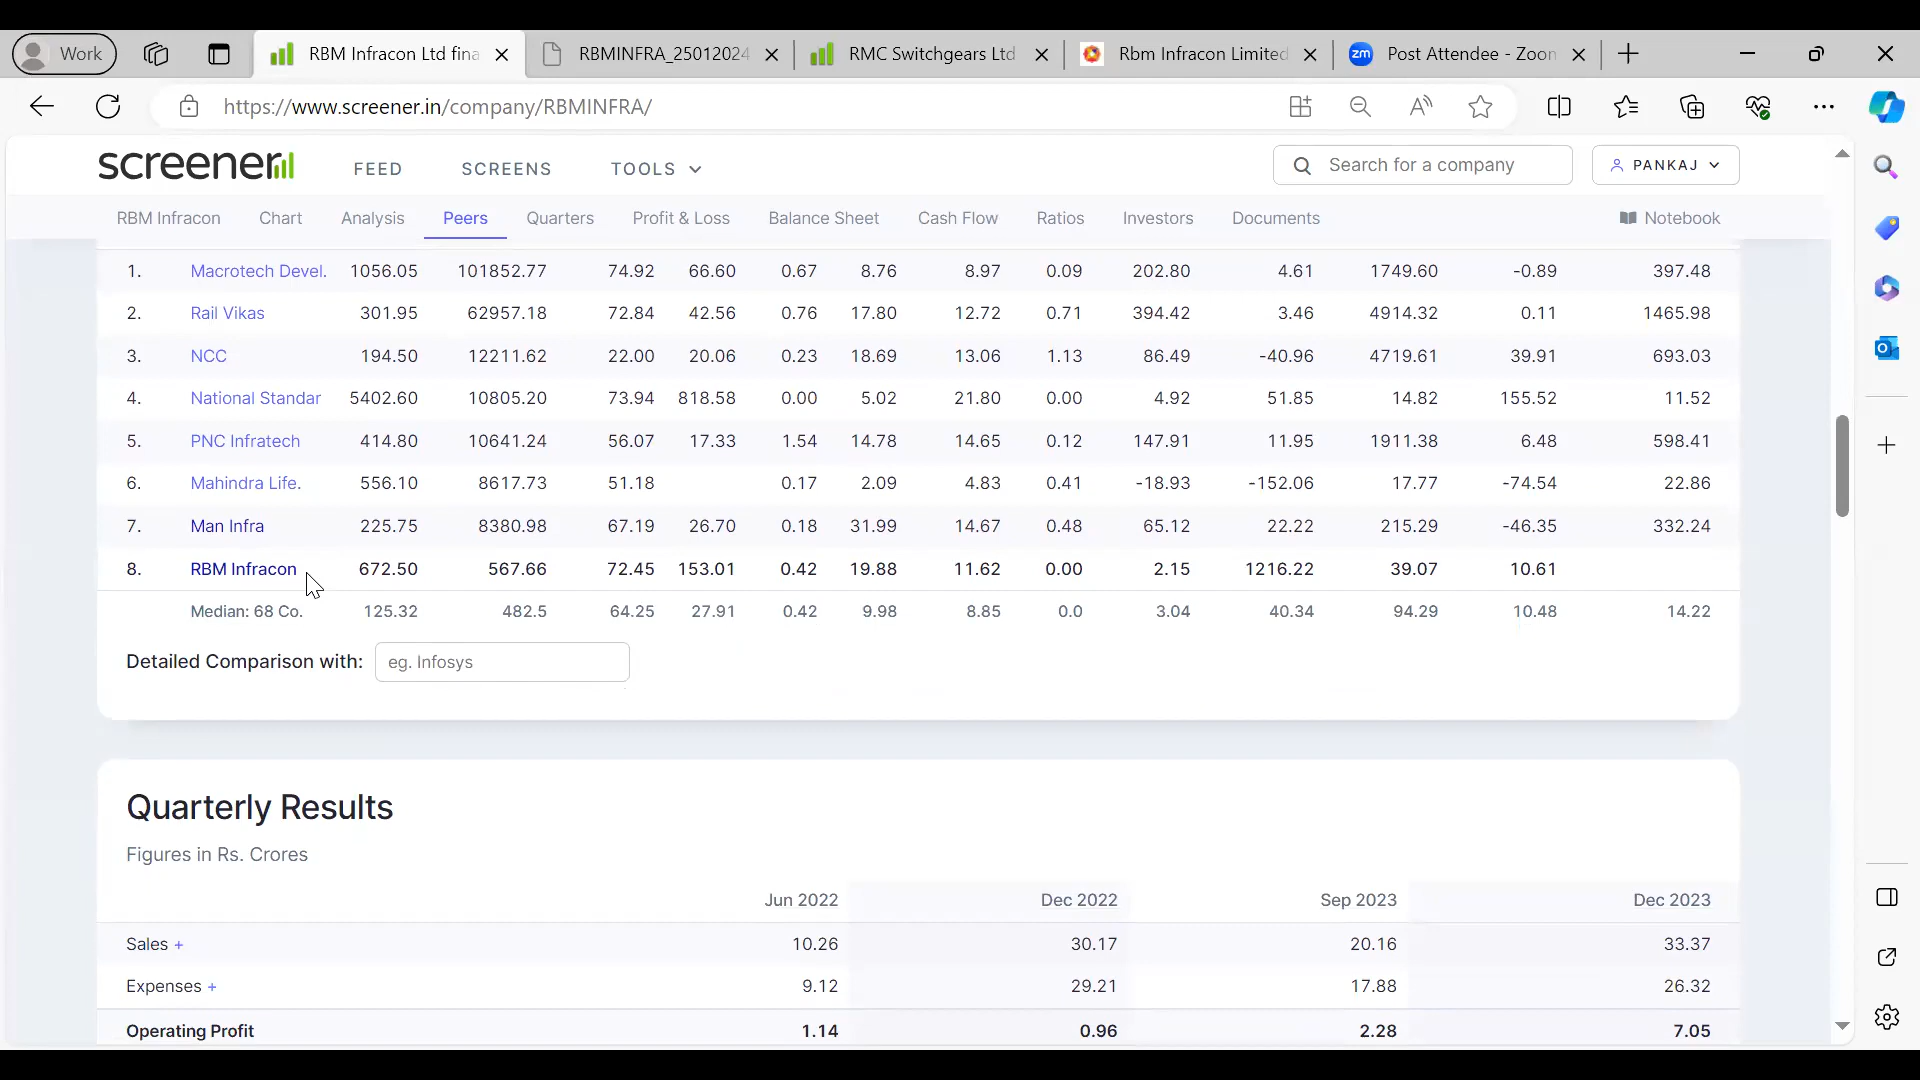 Work
RBM Infracon Ltd fina
RBMINFRA_25012024
RMC Switchgears Ltd
Rbm Infracon Limited
zm Post Attendee - Zoon
https://www.screener.in/company/RBMINFRA/
screener
FEED
SCREENS
TOOLS
Search for a company
PANKAJ
RBM Infracon Chart Analysis Peers Quarters Profit & Loss Balance Sheet Cash Flow Ratios Investors Documents Notebook
1. Macrotech Devel. 1056.05 101852.77 74.92 66.60 0.67 8.76 8.97 0.09 202.80 4.61 1749.60 -0.89 397.48
2. Rail Vikas 301.95 62957.18 72.84 42.56 0.76 17.80 12.72 0.71 394.42 3.46 4914.32 0.11 1465.98
3. NCC 194.50 12211.62 22.00 20.06 0.23 18.69 13.06 1.13 86.49 -40.96 4719.61 39.91 693.03
4. National Standar 5402.60 10805.20 73.94 818.58 0.00 5.02 21.80 0.00 4.92 51.85 14.82 155.52 11.52
5. PNC Infratech 414.80 10641.24 56.07 17.33 1.54 14.78 14.65 0.12 147.91 11.95 1911.38 6.48 598.41
6. Mahindra Life. 556.10 8617.73 51.18 0.17 2.09 4.83 0.41 -18.93 -152.06 17.77 -74.54 22.86
7. Man Infra 225.75 8380.98 67.19 26.70 0.18 31.99 14.67 0.48 65.12 22.22 215.29 -46.35 332.24
8. RBM Infracon 672.50 567.66 72.45 153.01 0.42 19.88 11.62 0.00 2.15 1216.22 39.07 10.61
Median: 68 Co. 125.32 482.5 64.25 27.91 0.42 9.98 8.85 0.0 3.04 40.34 94.29 10.48 14.22
Detailed Comparison with: eg. Infosys
Quarterly Results
Figures in Rs. Crores
Jun 2022 Dec 2022 Sep 2023 Dec 2023
Sales + 10.26 30.17 20.16 33.37
Expenses + 9.12 29.21 17.88 26.32
Operating Profit 1.14 0.96 2.28 7.05